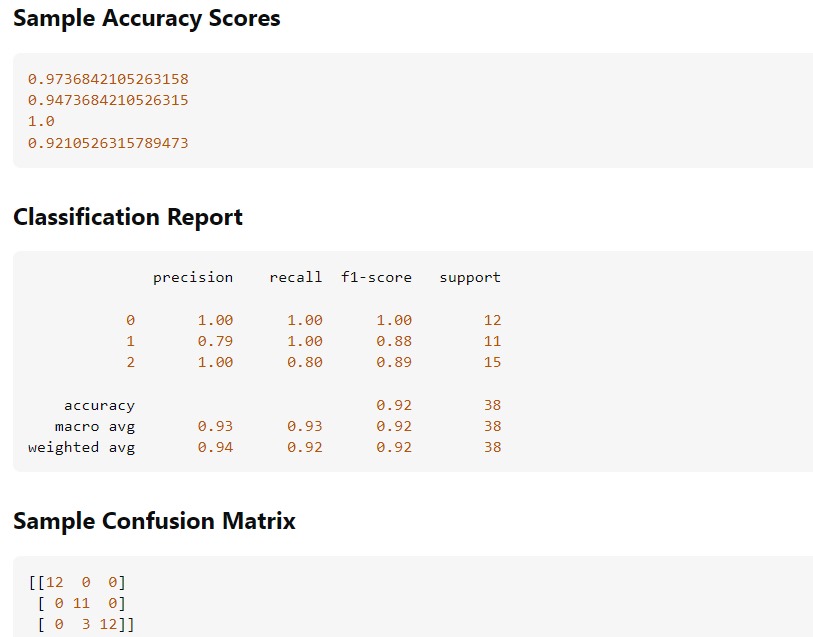 Sample Accuracy Scores
0.9736842105263158
0.9473684210526315
1.0
0.9210526315789473
Classification Report
precision recall f1-score support
0 1.00 1.00 1.00 12
1 0.79 1.00 0.88 11
2 1.00 0.80 0.89 15
accuracy 0.92 38
macro avg 0.93 0.93 0.92 38
weighted avg 0.94 0.92 0.92 38
Sample Confusion Matrix
[[12 0 0]
[ 0 11 0]
[ 0 3 12]]